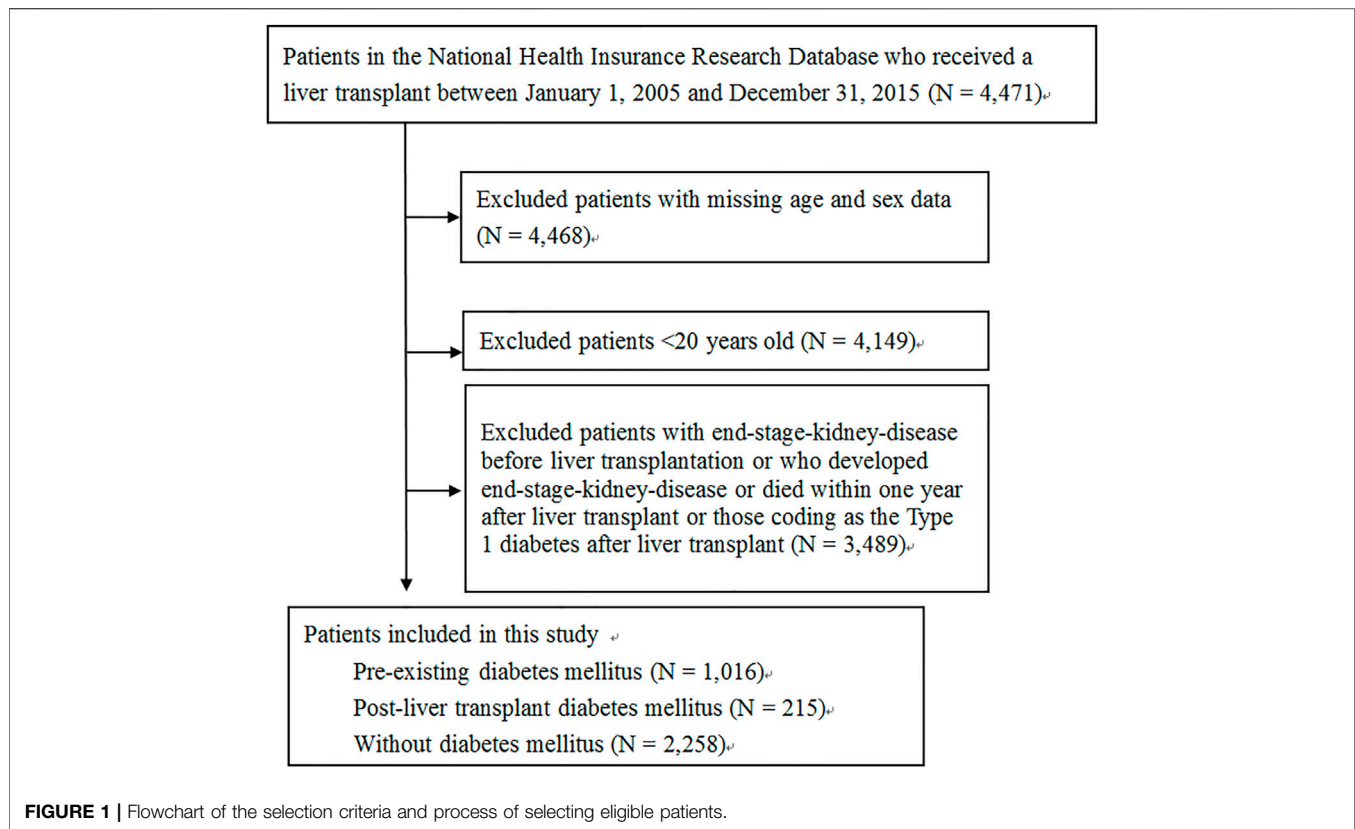 Patients in the National Health Insurance Research Database who received a
liver transplant between January 1, 2005 and December 31, 2015 (N = 4,471)↵
Excluded patients with missing age and sex data
(N = 4,468)↵
Excluded patients <20 years old (N = 4,149)↵
Excluded patients with end-stage-kidney-disease
before liver transplantation or who developed
end-stage-kidney-disease or died within one year
after liver transplant or those coding as the Type
1 diabetes after liver transplant (N = 3,489)↵
Patients included in this study ↵
Pre-existing diabetes mellitus (N = 1,016)↵
Post-liver transplant diabetes mellitus (N = 215)↵
Without diabetes mellitus (N = 2,258)↵
FIGURE 1 | Flowchart of the selection criteria and process of selecting eligible patients.